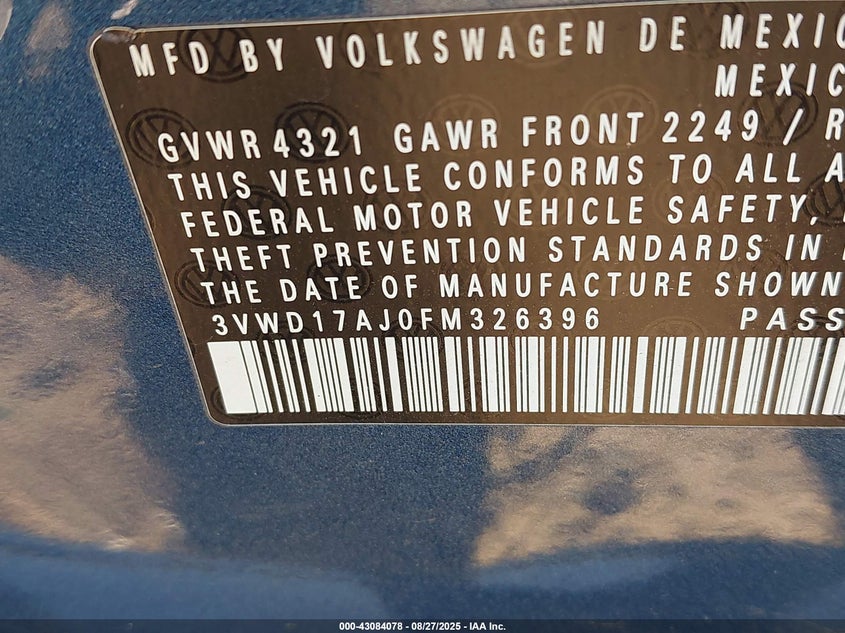 MFD BY VOLKSWAGEN DE MEXIC
MEXIC
GVWR 4321 GAWR FRONT 2249 / R
THIS VEHICLE CONFORMS TO ALL A
FEDERAL MOTOR VEHICLE SAFETY,
THEFT PREVENTION STANDARDS IN
THE DATE OF MANUFACTURE SHOWN
3VWD17AJ0FM326396 PASS
000-43084078 - 08/27/2025 - IAA Inc.